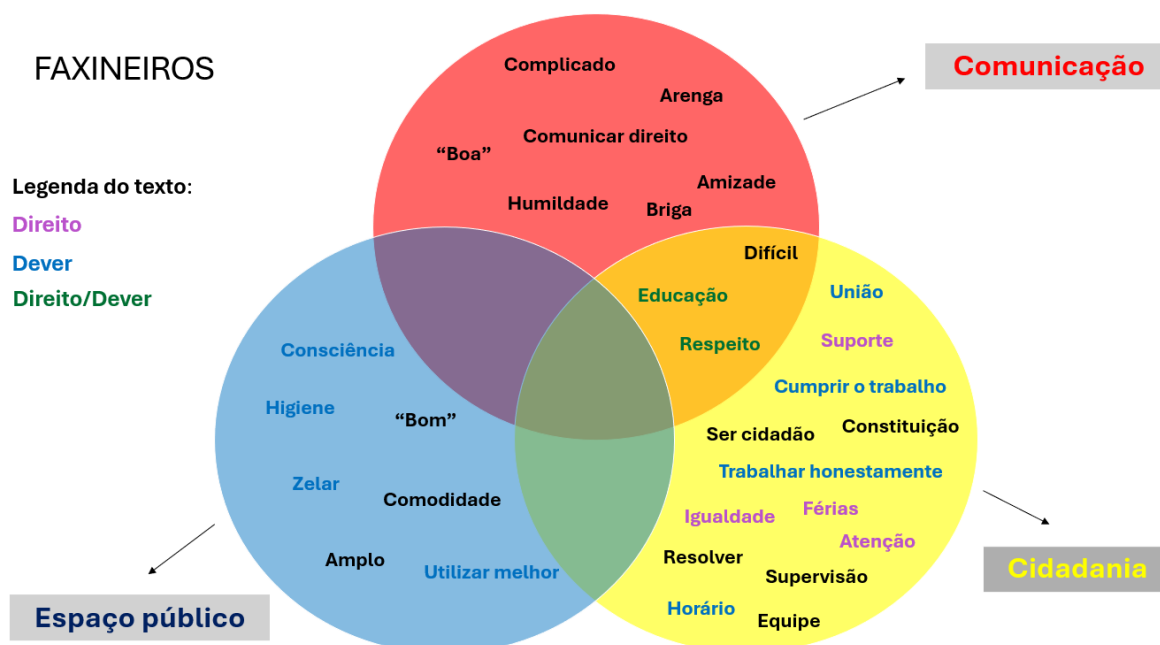 FAXINEIROS
Legenda do texto:
Direito
Dever
Direito/Dever
Comunicação
Complicado
Arenga
Comunicar direito
“Boa”
Amizade
Humildade
Briga
Difícil
Educação
Respeito
União
Suporte
Cumprir o trabalho
Constituição
Ser cidadão
Trabalhar honestamente
Férias
Igualdade
Atenção
Resolver
Supervisão
Horário
Equipe
Cidadania
Consciência
Higiene
“Bom”
Zelar
Comodidade
Amplo
Utilizar melhor
Espaço público